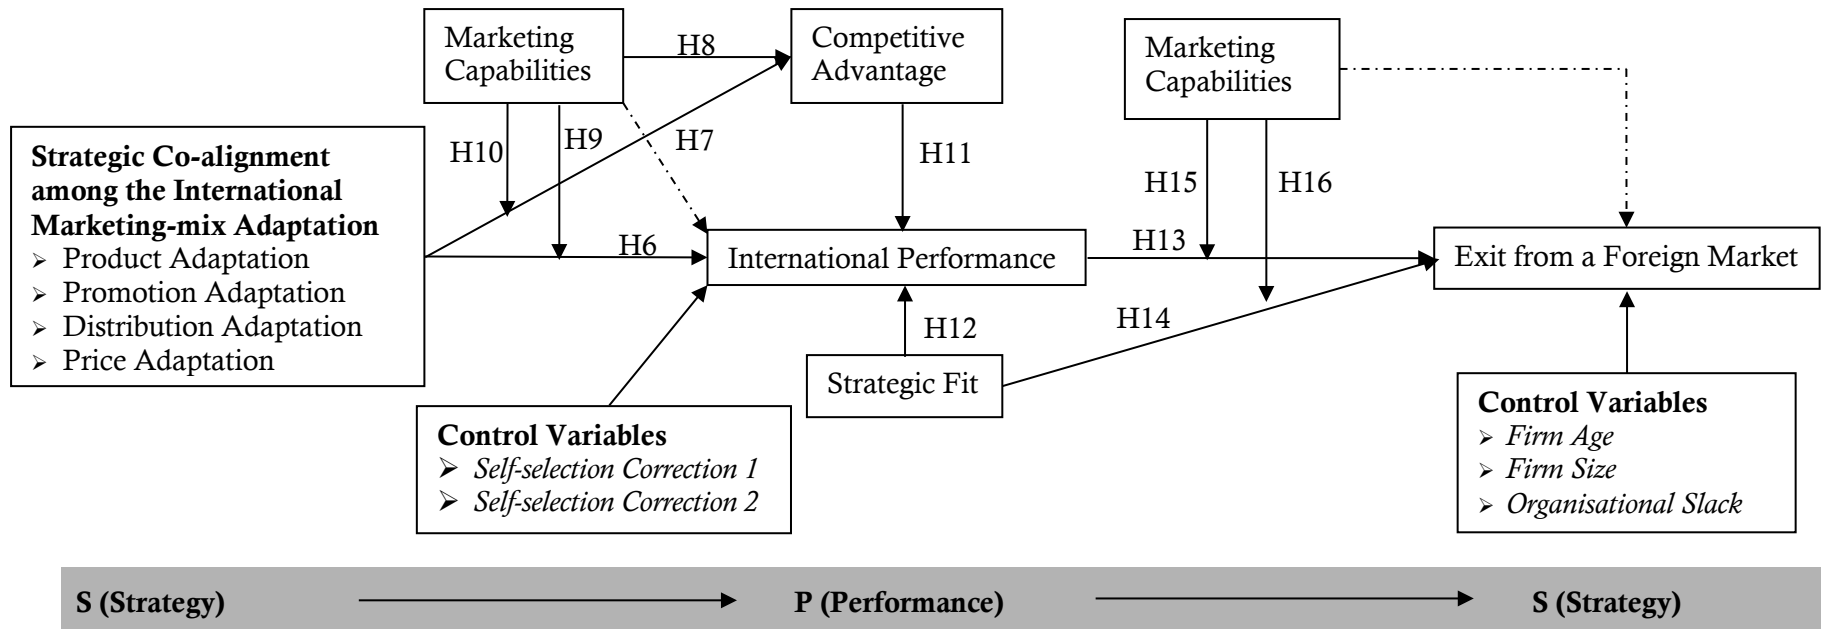 Marketing
Capabilities
H8
Competitive
Advantage
Marketing
Capabilities
H10
H9
H7
H11
H15
H16
Strategic Co-alignment
among the International
Marketing-mix Adaptation
➢ Product Adaptation
➢ Promotion Adaptation
➢ Distribution Adaptation
➢ Price Adaptation
H6
International Performance
H13
Exit from a Foreign Market
H12
H14
Strategic Fit
Control Variables
➢ Self-selection Correction 1
➢ Self-selection Correction 2
Control Variables
➢ Firm Age
➢ Firm Size
➢ Organisational Slack
S (Strategy)
P (Performance)
S (Strategy)